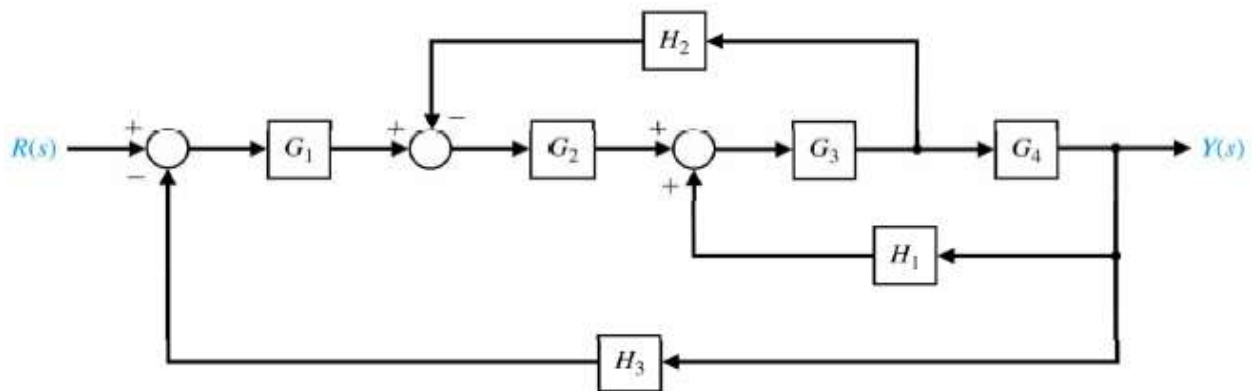 H₂
R(s) + − G₁ + − G₂ + + G₃ G₄ Y(s)
H₁
H₃